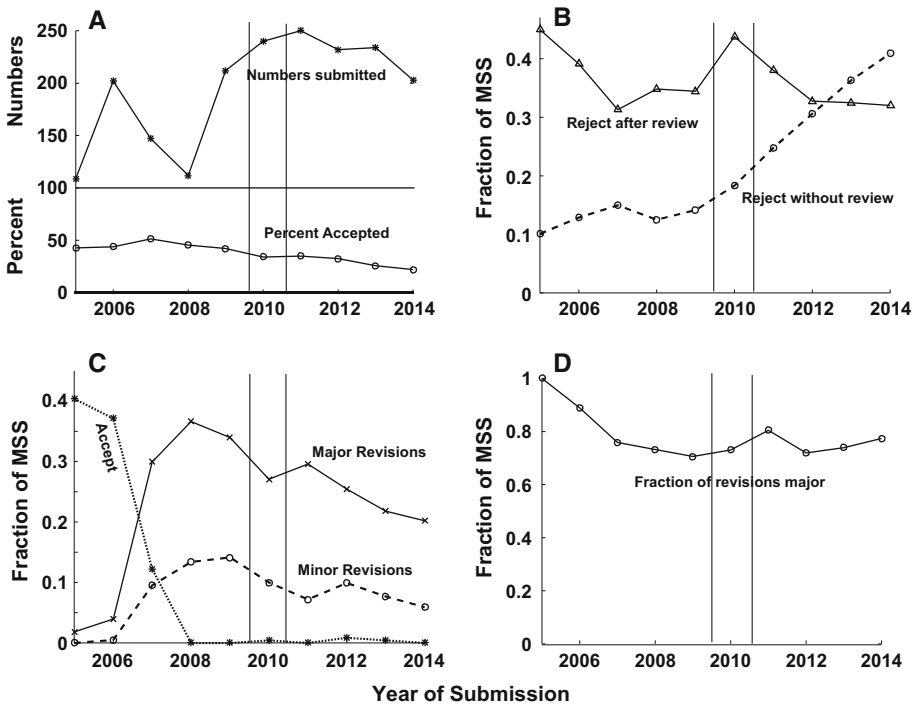 A
Numbers
250
200
150
100
Numbers submitted
Percent
50
0
Percent Accepted
2006 2008 2010 2012 2014
B
Fraction of MSS
0.4
0.3
0.2
0.1
0
Reject after review
Reject without review
2006 2008 2010 2012 2014
C
Fraction of MSS
0.4
0.3
0.2
0.1
0
Accept
Major Revisions
Minor Revisions
2006 2008 2010 2012 2014
D
Fraction of MSS
1
0.8
0.6
0.4
0.2
0
Fraction of revisions major
2006 2008 2010 2012 2014
Year of Submission